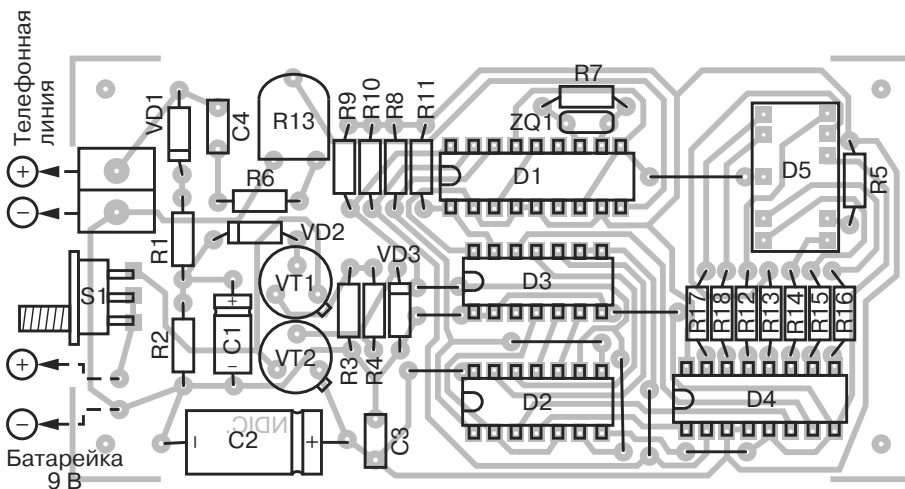 Телефонная
линия
VD1
C4
R13
R9
R10
R8
R11
R7
ZQ1
D1
D5
R5
R6
+
−
R1
VD2
VD3
VT1
D3
S1
+
R2
C1
−
VT2
R3
R4
R17
R18
R12
R13
R14
R15
R16
+
−
− C2 +
NDIC.
C3
D2
D4
Батарейка
9 В